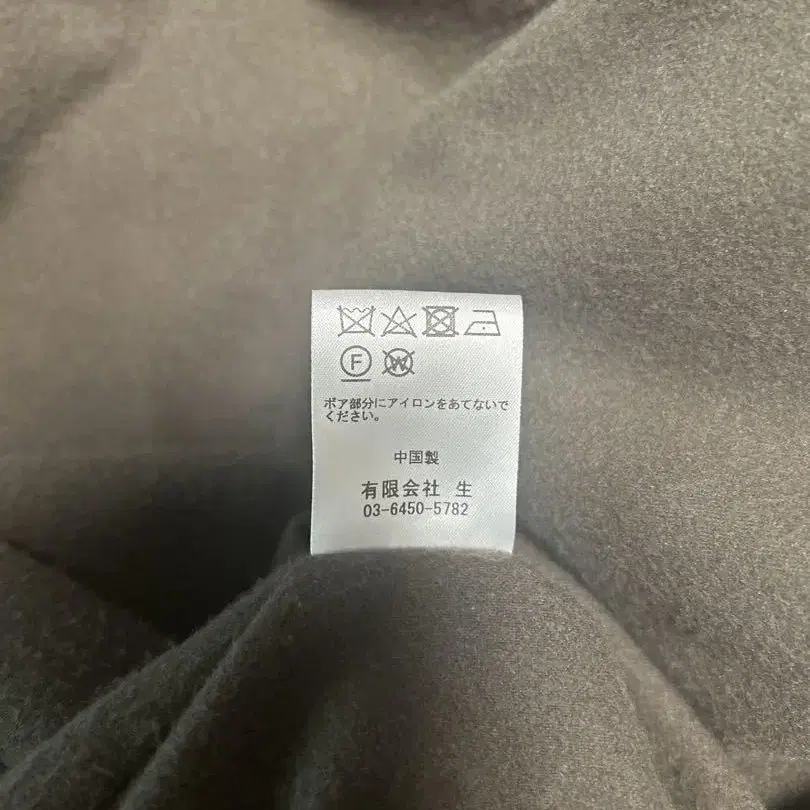 F W
ボア部分にアイロンをあてないで
ください。
中国製
有限会社 生
03-6450-5782